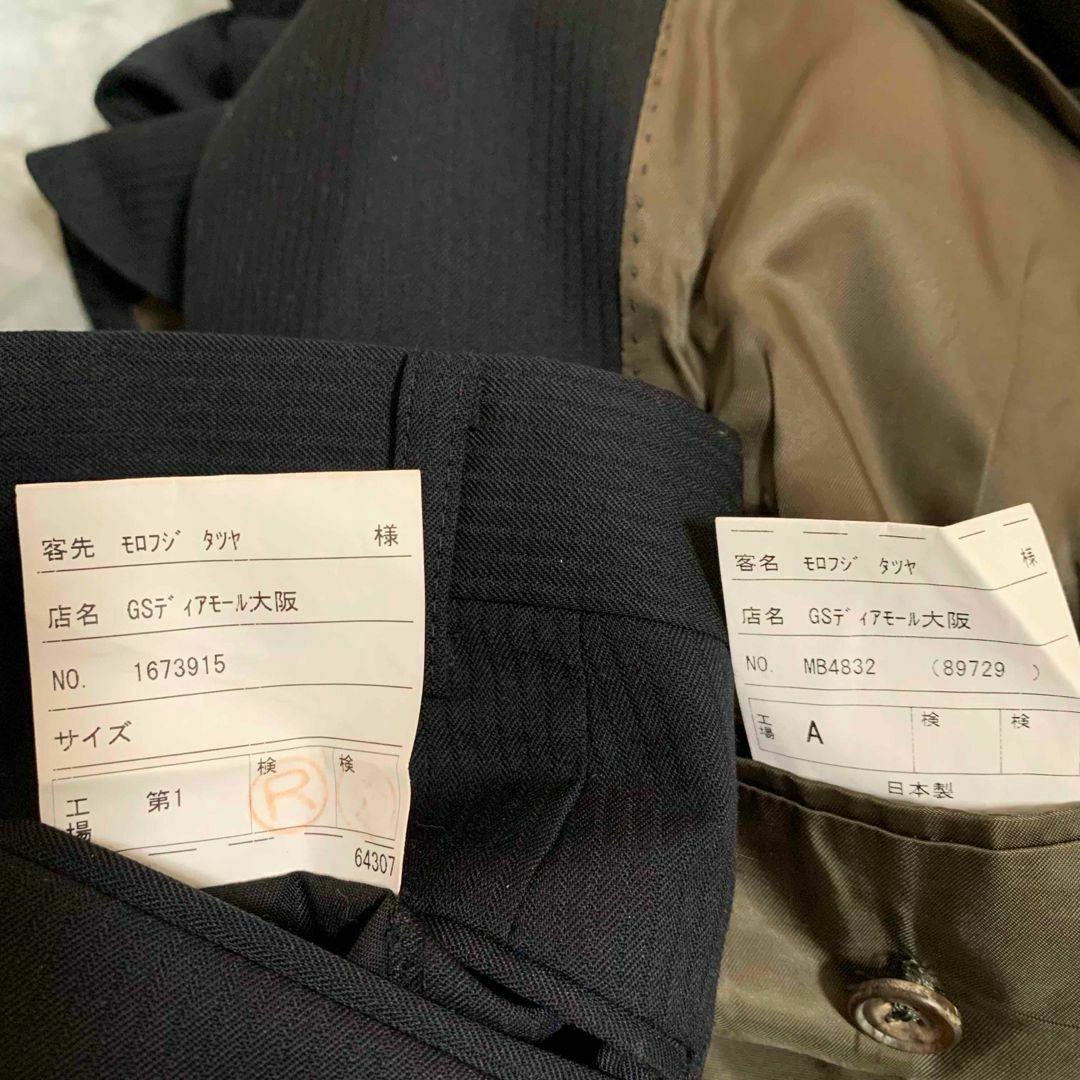 客先 ﾓﾛﾌｼﾞ ﾀﾂﾔ 様
店名 GSﾃﾞｨｱﾓｰﾙ大阪
NO. 1673915
サイズ
工場 第1 検 R 検
64307
客名 ﾓﾛﾌｼﾞ ﾀﾂﾔ 様
店名 GSﾃﾞｨｱﾓｰﾙ大阪
NO. MB4832 (89729 )
工場 A 検 検
日本製